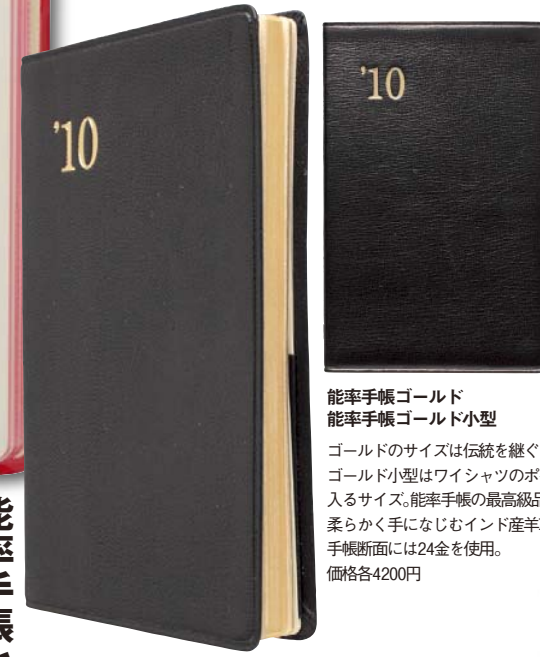 '10
'10
能率手帳ゴールド
能率手帳ゴールド小型
ゴールドのサイズは伝統を継ぐ
ゴールド小型はワイシャツのポ
入るサイズ。能率手帳の最高級品
柔らかく手になじむインド産羊
手帳断面には24金を使用。
価格各4200円
能率手帳